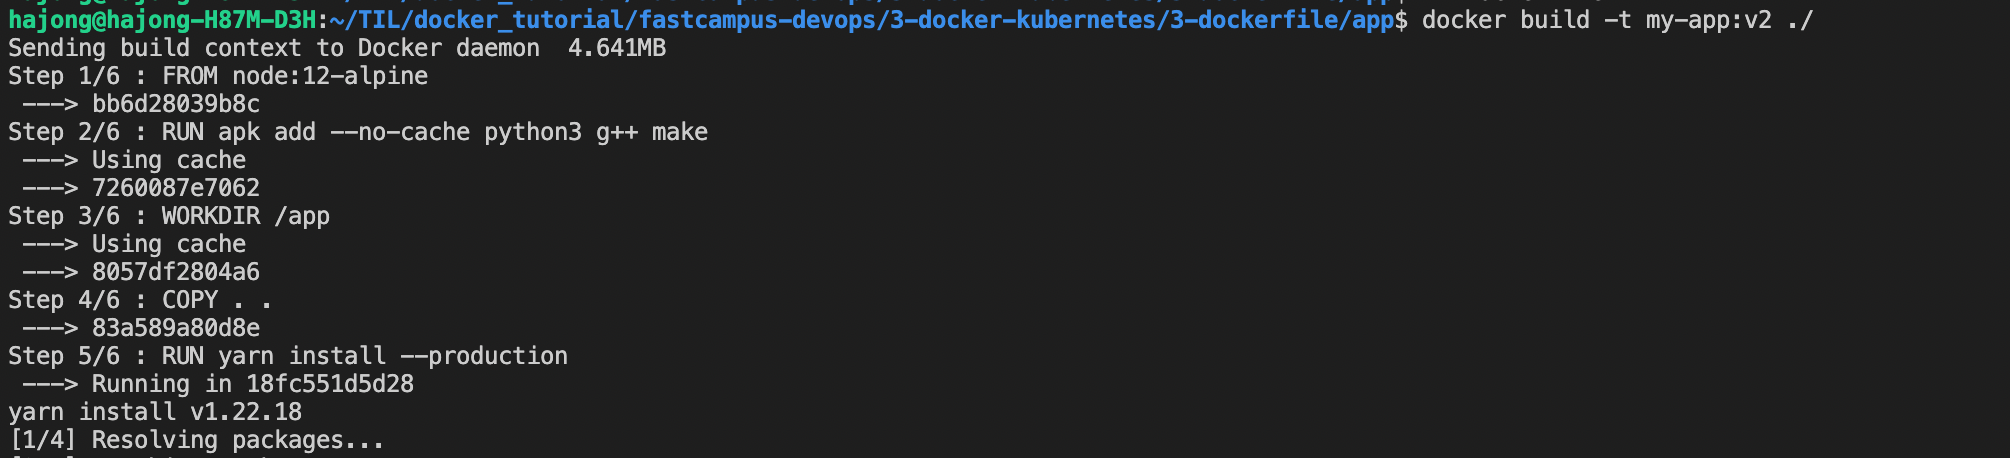 hajong@hajong-H87M-D3H:~/TIL/docker_tutorial/fastcampus-devops/3-docker-kubernetes/3-dockerfile/app$ docker build -t my-app:v2 ./
Sending build context to Docker daemon  4.641MB
Step 1/6 : FROM node:12-alpine
 ---> bb6d28039b8c
Step 2/6 : RUN apk add --no-cache python3 g++ make
 ---> Using cache
 ---> 7260087e7062
Step 3/6 : WORKDIR /app
 ---> Using cache
 ---> 8057df2804a6
Step 4/6 : COPY . .
 ---> 83a589a80d8e
Step 5/6 : RUN yarn install --production
 ---> Running in 18fc551d5d28
yarn install v1.22.18
[1/4] Resolving packages...